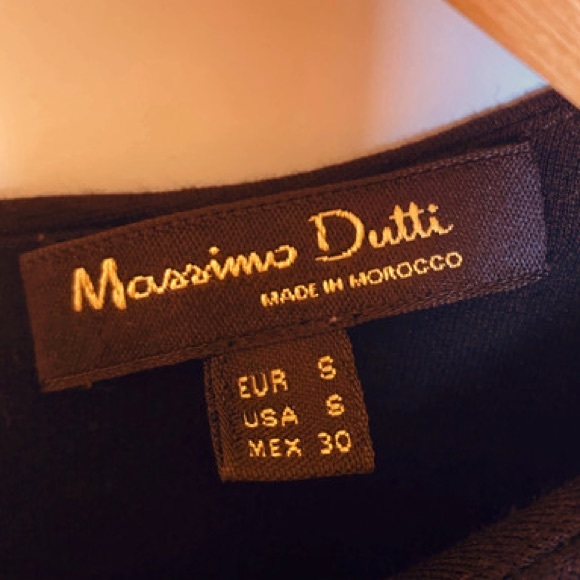 Massimo Dutti
MADE IN MOROCCO
EUR S
USA S
MEX 30